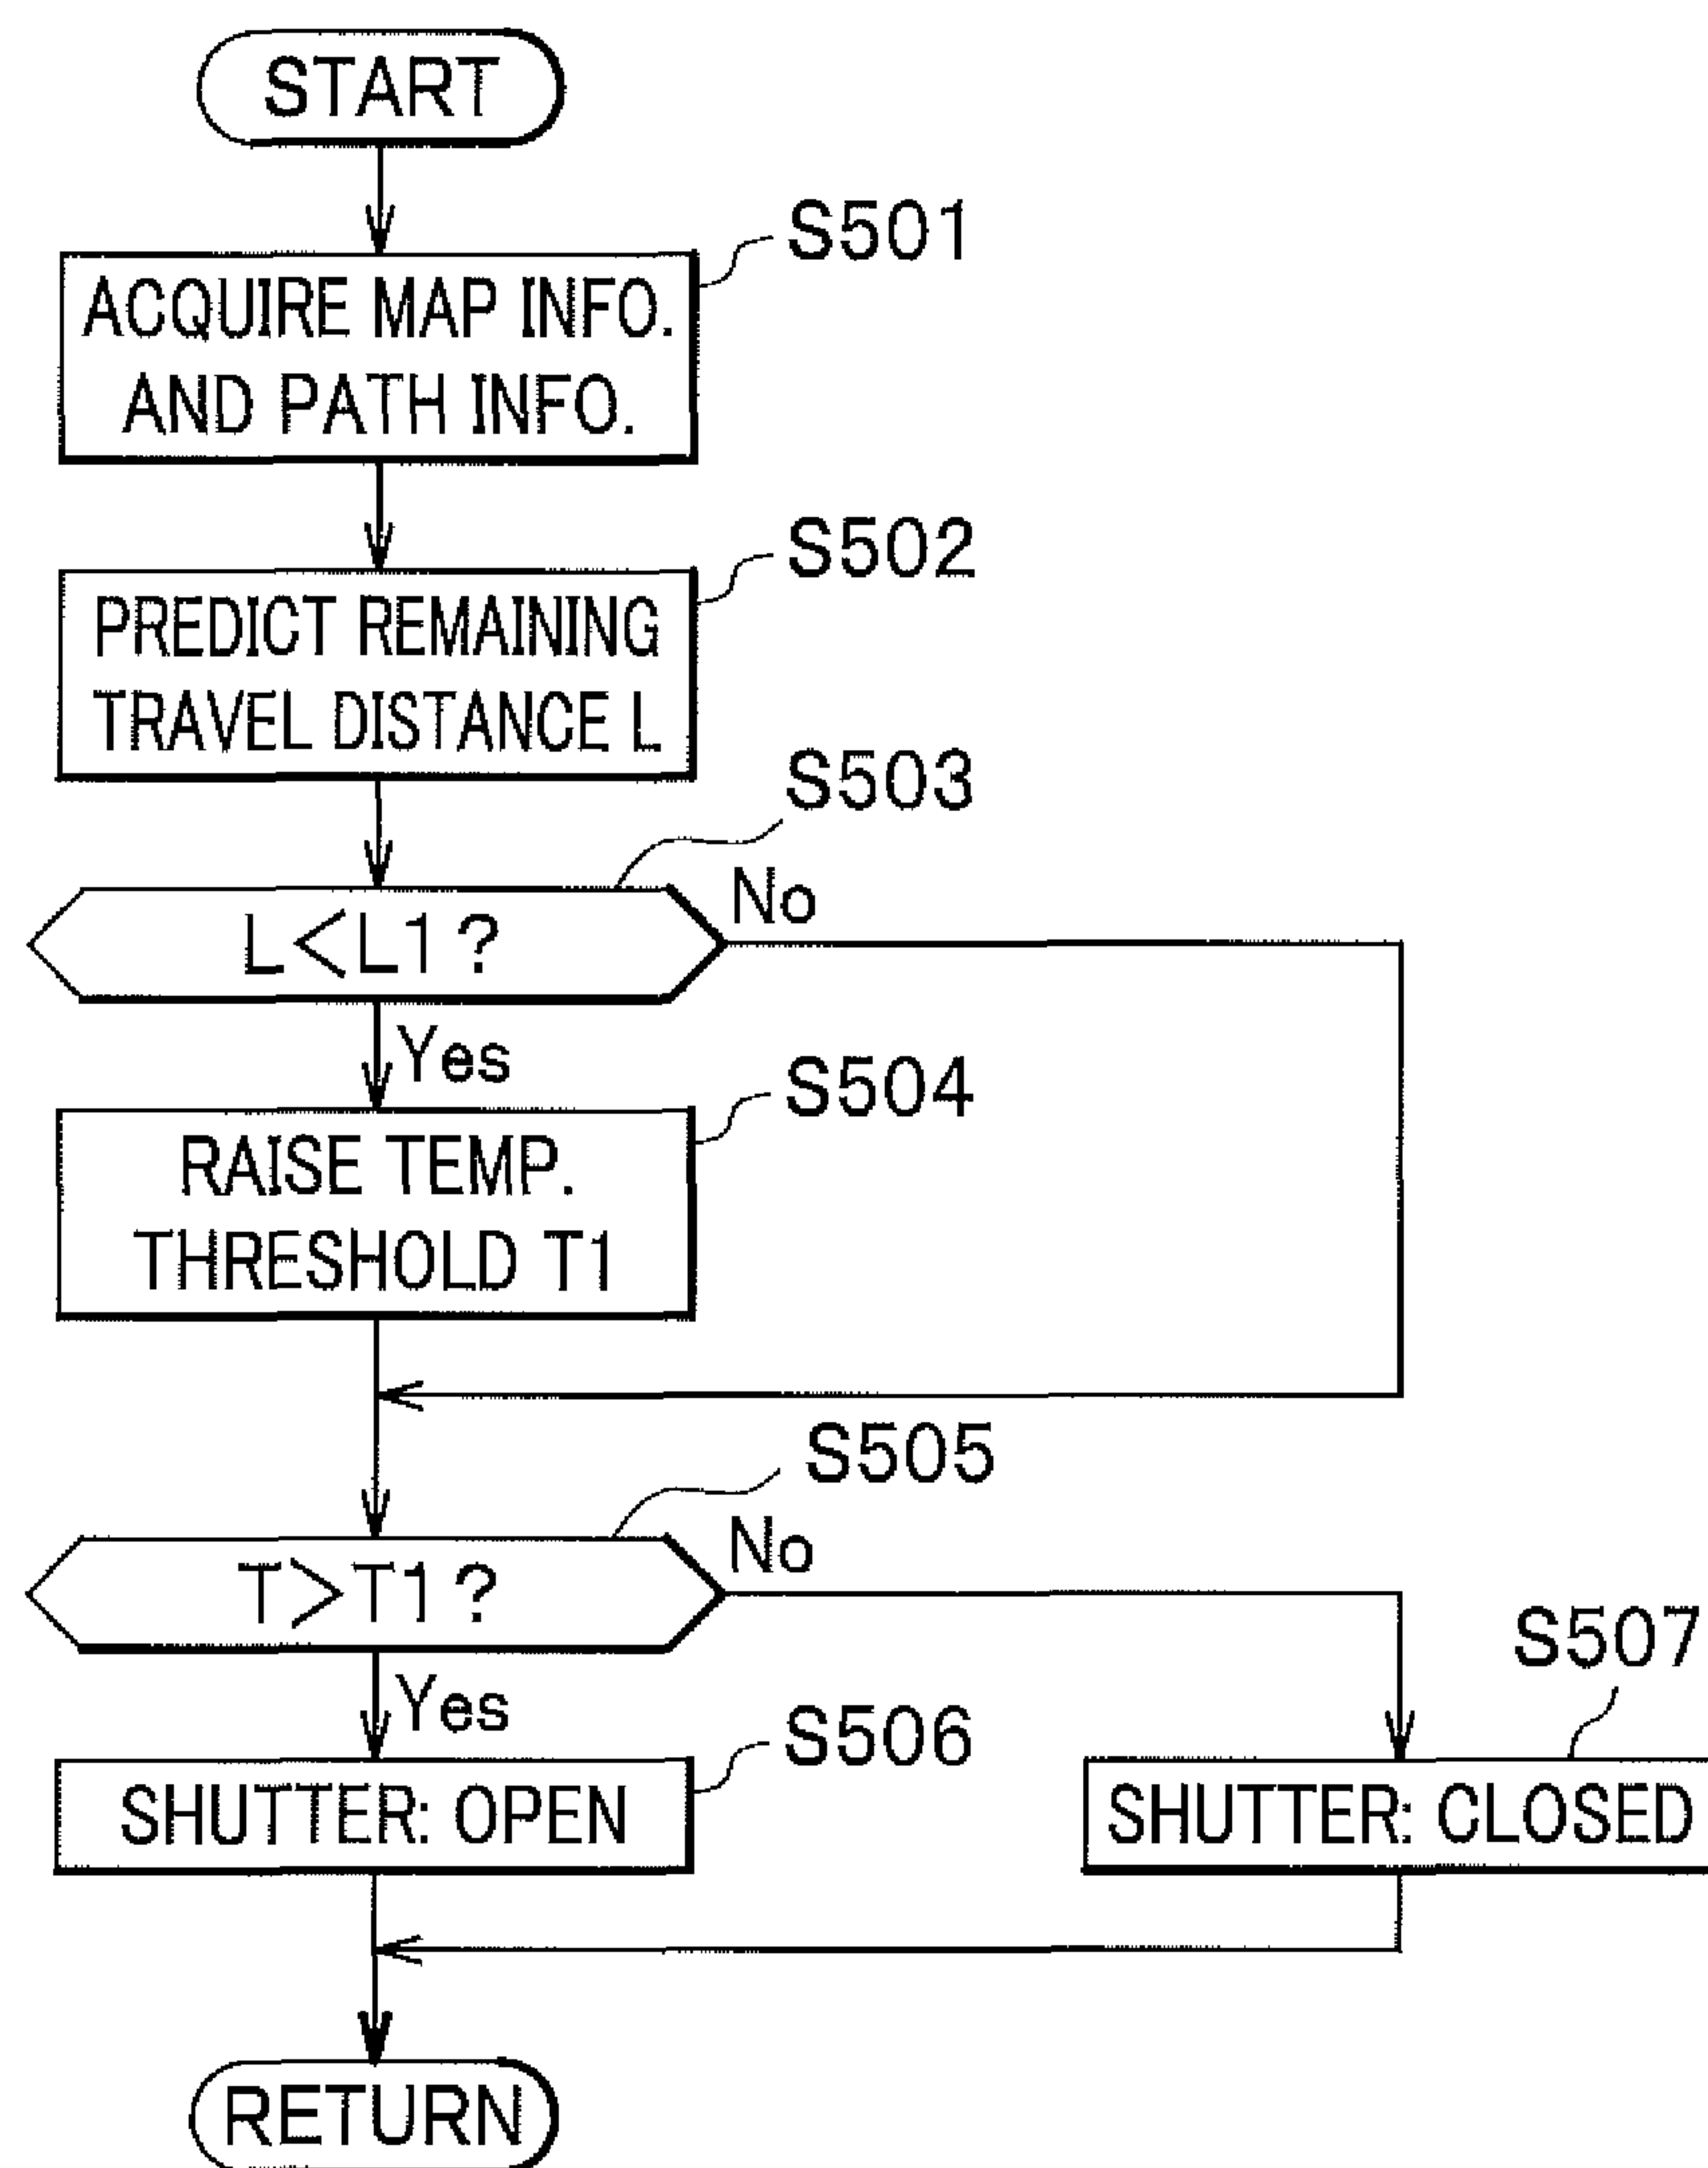 START
S501
ACQUIRE MAP INFO.
AND PATH INFO.
S502
PREDICT REMAINING
TRAVEL DISTANCE L
S503
L<L1?
No
Yes
S504
RAISE TEMP.
THRESHOLD T1
S505
T>T1?
No
Yes
S506
SHUTTER: OPEN
S507
SHUTTER: CLOSED
RETURN